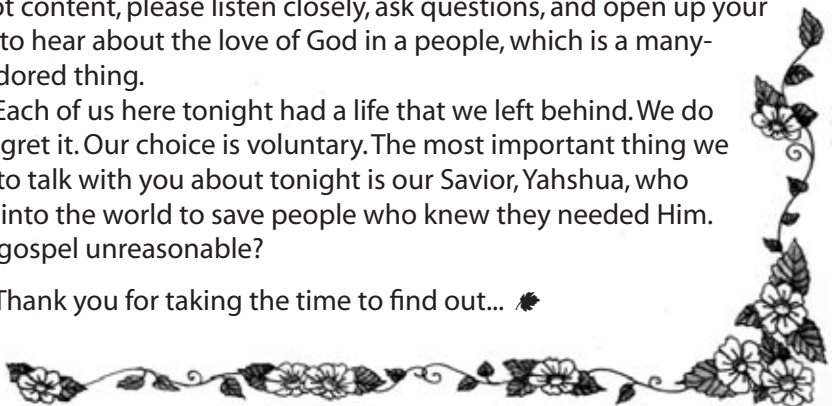 ot content, please listen closely, ask questions, and open up your
to hear about the love of God in a people, which is a many-
dored thing.
Each of us here tonight had a life that we left behind. We do
gret it. Our choice is voluntary. The most important thing we
to talk with you about tonight is our Savior, Yahshua, who
into the world to save people who knew they needed Him.
gospel unreasonable?
Thank you for taking the time to find out...